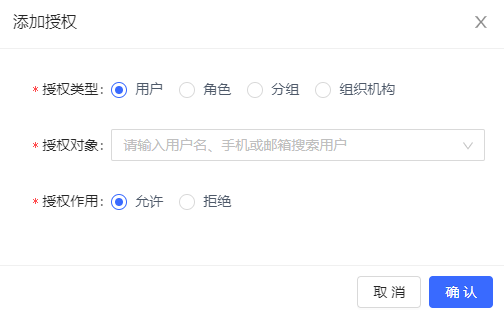 添加授权
* 授权类型: 用户 角色 分组 组织机构
* 授权对象: 请输入用户名、手机或邮箱搜索用户
* 授权作用: 允许 拒绝
取 消 确 认